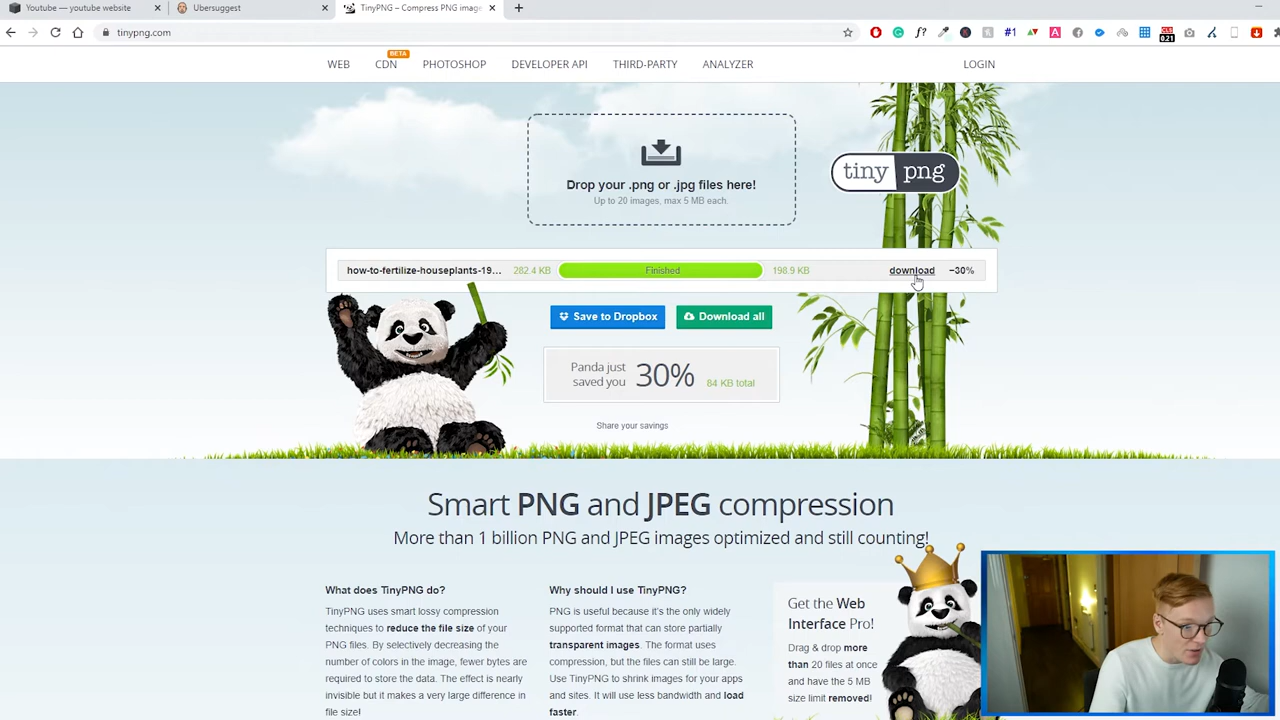 Youtube — youtube website
Ubersuggest
TinyPNG – Compress PNG image
tinypng.com
#1
CLS
0.21
BETA
WEB CDN PHOTOSHOP DEVELOPER API THIRD-PARTY ANALYZER LOGIN
Drop your .png or .jpg files here!
Up to 20 images, max 5 MB each.
tiny png
how-to-fertilize-houseplants-19... 282.4 KB Finished 198.9 KB download −30%
Save to Dropbox Download all
Panda just
saved you 30% 84 KB total
Share your savings
Smart PNG and JPEG compression
More than 1 billion PNG and JPEG images optimized and still counting!
What does TinyPNG do?
TinyPNG uses smart lossy compression
techniques to reduce the file size of your
PNG files. By selectively decreasing the
number of colors in the image, fewer bytes are
required to store the data. The effect is nearly
invisible but it makes a very large difference in
file size!
Why should I use TinyPNG?
PNG is useful because it's the only widely
supported format that can store partially
transparent images. The format uses
compression, but the files can still be large.
Use TinyPNG to shrink images for your apps
and sites. It will use less bandwidth and load
faster.
Get the Web
Interface Pro!
Drag & drop more
than 20 files at once
and have the 5 MB
size limit removed!